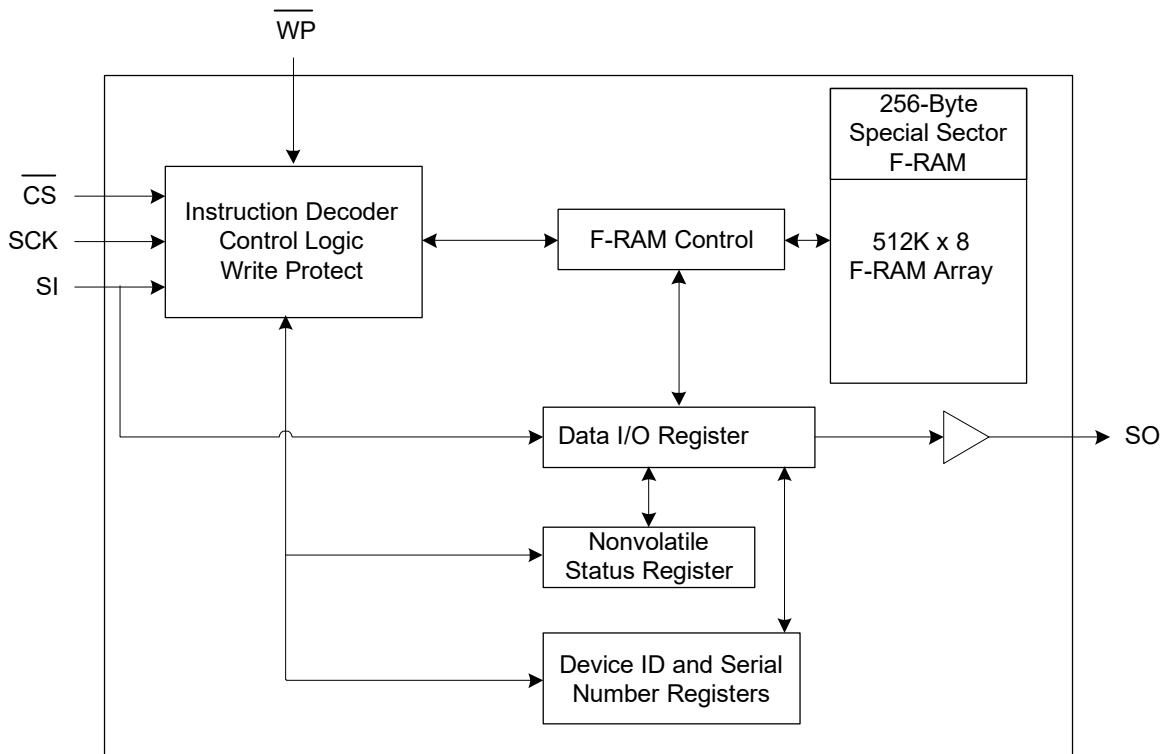 WP
256-Byte
Special Sector
F-RAM
CS
SCK
SI
Instruction Decoder
Control Logic
Write Protect
F-RAM Control
512K x 8
F-RAM Array
Data I/O Register
SO
Nonvolatile
Status Register
Device ID and Serial
Number Registers